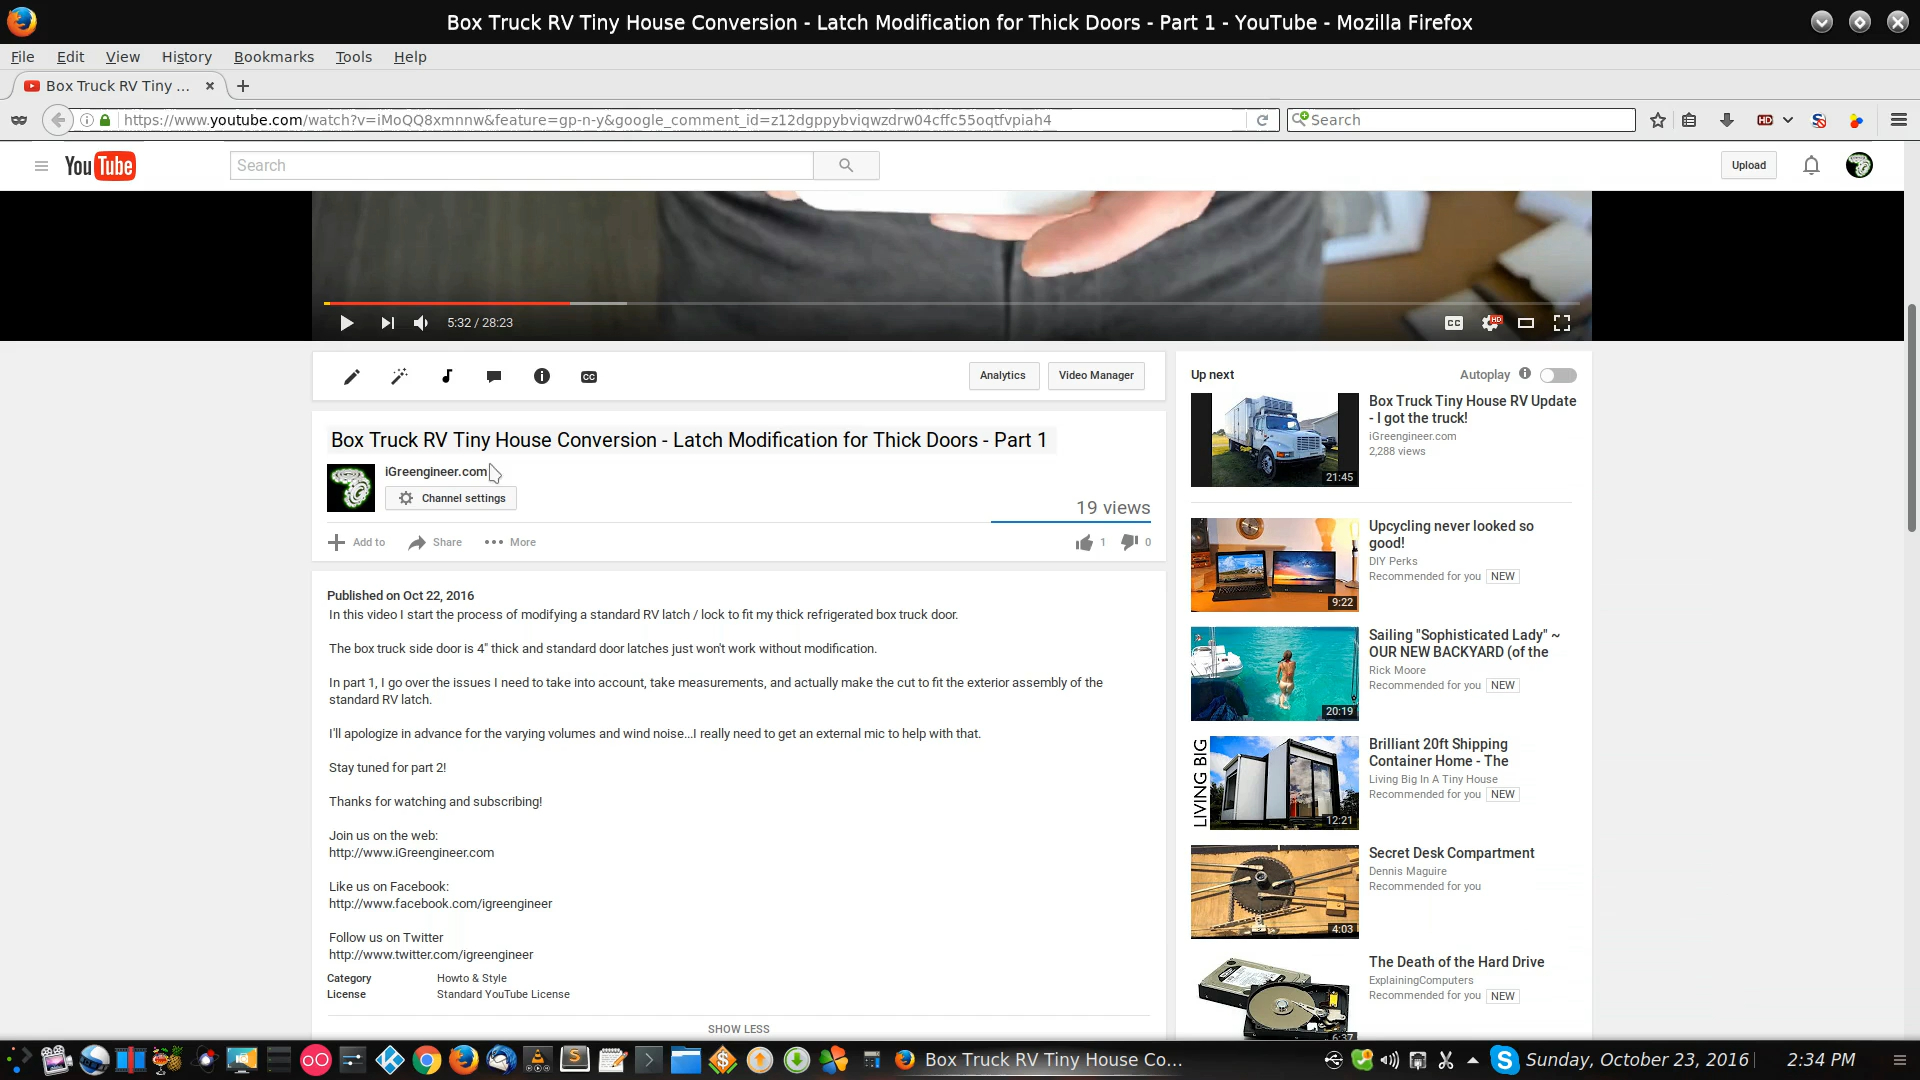 Box Truck RV Tiny House Conversion - Latch Modification for Thick Doors - Part 1 - YouTube - Mozilla Firefox
File Edit View History Bookmarks Tools Help
Box Truck RV Tiny ...
https://www.youtube.com/watch?v=iMoQQ8xmnnw&feature=gp-n-y&google_comment_id=z12dgppybviqwzdrw04cffc55oqtfvpiah4
Search
HD
YouTube
Search
Upload
5:32 / 28:23
CC
HD
CC
Analytics
Video Manager
Box Truck RV Tiny House Conversion - Latch Modification for Thick Doors - Part 1
iGreengineer.com
Channel settings
19 views
Add to
Share
More
1
0
Published on Oct 22, 2016
In this video I start the process of modifying a standard RV latch / lock to fit my thick refrigerated box truck door.
The box truck side door is 4" thick and standard door latches just won't work without modification.
In part 1, I go over the issues I need to take into account, take measurements, and actually make the cut to fit the exterior assembly of the
standard RV latch.
I'll apologize in advance for the varying volumes and wind noise...I really need to get an external mic to help with that.
Stay tuned for part 2!
Thanks for watching and subscribing!
Join us on the web:
http://www.iGreengineer.com
Like us on Facebook:
http://www.facebook.com/igreengineer
Follow us on Twitter
http://www.twitter.com/igreengineer
Category Howto & Style
License Standard YouTube License
SHOW LESS
Up next
Autoplay
Box Truck Tiny House RV Update
- I got the truck!
iGreengineer.com
2,288 views
21:45
Upcycling never looked so
good!
DIY Perks
Recommended for you NEW
9:22
Sailing "Sophisticated Lady" ~
OUR NEW BACKYARD (of the
Rick Moore
Recommended for you NEW
20:19
LIVING BIG
Brilliant 20ft Shipping
Container Home - The
Living Big In A Tiny House
Recommended for you NEW
12:21
Secret Desk Compartment
Dennis Maguire
Recommended for you
4:03
The Death of the Hard Drive
ExplainingComputers
Recommended for you NEW
6:37
Box Truck RV Tiny House Co...
Sunday, October 23, 2016
2:34 PM